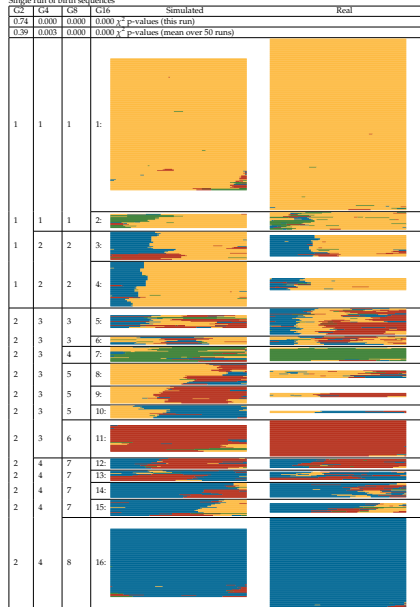 Single run of birth sequences
G2 G4 G8 G16 Simulated Real
0.74 0.000 0.000 0.000 χ² p-values (this run)
0.39 0.003 0.000 0.000 χ² p-values (mean over 50 runs)
1 1 1 1:
1 1 1 2:
1 2 2 3:
1 2 2 4:
2 3 3 5:
2 3 3 6:
2 3 4 7:
2 3 5 8:
2 3 5 9:
2 3 5 10:
2 3 6 11:
2 4 7 12:
2 4 7 13:
2 4 7 14:
2 4 7 15:
2 4 8 16: